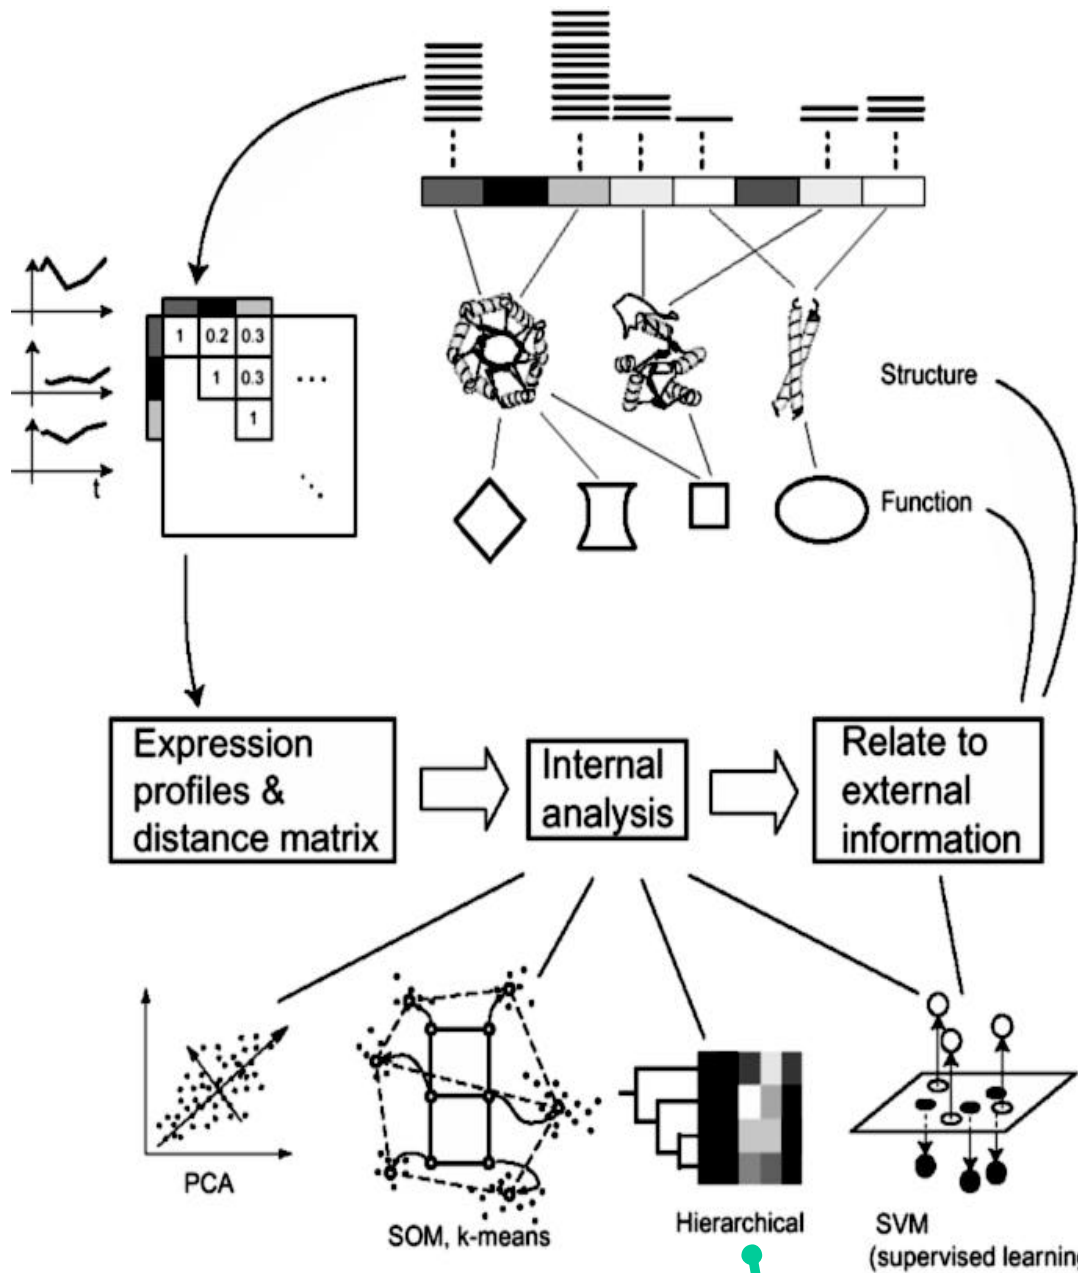 1 0.2 0.3
1 0.3 ...
1
t
Structure
Function
Expression
profiles &
distance matrix
Internal
analysis
Relate to
external
information
PCA
SOM, k-means
Hierarchical
SVM
(supervised learning